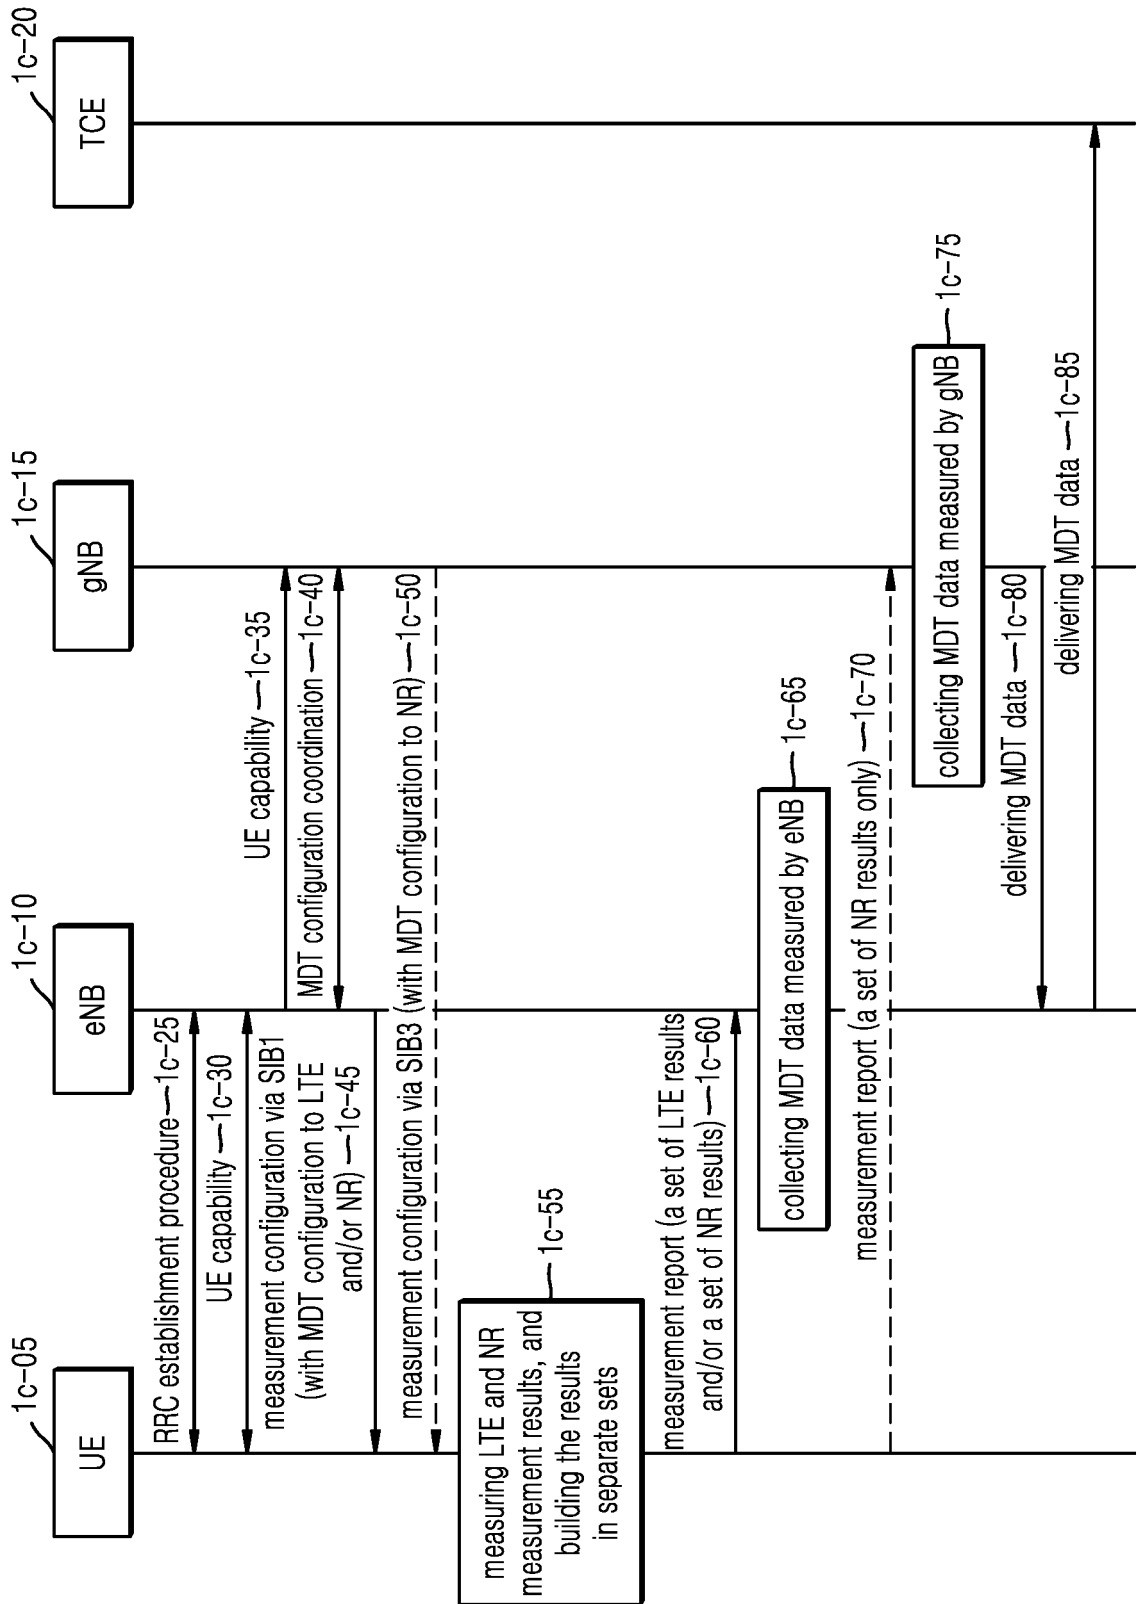 1c-05
1c-10
1c-15
1c-20
UE
eNB
gNB
TCE
RRC establishment procedure 1c-25
UE capability 1c-30
UE capability 1c-35
MDT configuration coordination 1c-40
measurement configuration via SIB1
(with MDT configuration to LTE
and/or NR) 1c-45
measurement configuration via SIB3 (with MDT configuration to NR) 1c-50
1c-55
measuring LTE and NR
measurement results, and
building the results
in separate sets
measurement report (a set of LTE results
and/or a set of NR results) 1c-60
1c-65
collecting MDT data measured by eNB
measurement report (a set of NR results only) 1c-70
1c-75
collecting MDT data measured by gNB
delivering MDT data 1c-80
delivering MDT data 1c-85